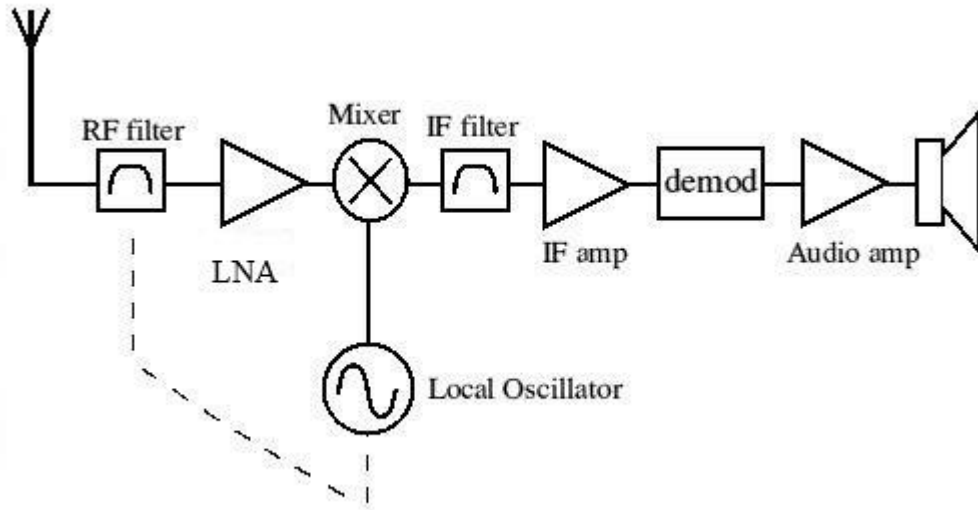 RF filter
Mixer
IF filter
demod
LNA
IF amp
Audio amp
Local Oscillator